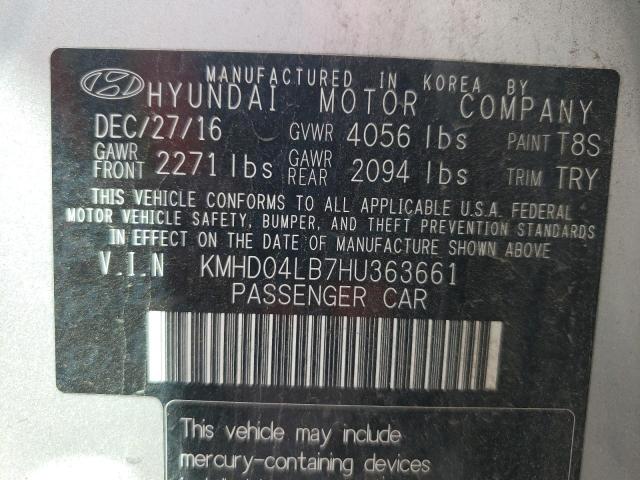 MANUFACTURED IN KOREA BY
HYUNDAI MOTOR COMPANY
DEC/27/16 GVWR 4056 lbs PAINT T8S
GAWR FRONT 2271 lbs GAWR REAR 2094 lbs TRIM TRY
THIS VEHICLE CONFORMS TO ALL APPLICABLE U.S.A. FEDERAL
MOTOR VEHICLE SAFETY, BUMPER, AND THEFT PREVENTION STANDARDS
IN EFFECT ON THE DATE OF MANUFACTURE SHOWN ABOVE
V.I.N KMHD04LB7HU363661
PASSENGER CAR
This vehicle may include
mercury-containing devices